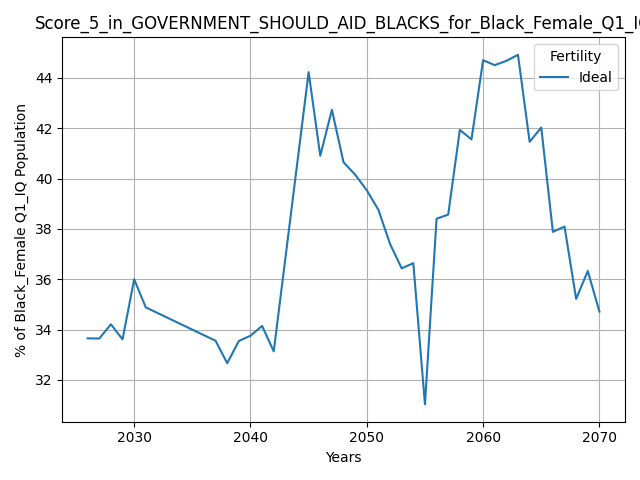 Score_5_in_GOVERNMENT_SHOULD_AID_BLACKS_for_Black_Female_Q1_IQ
Fertility
Ideal
% of Black_Female Q1_IQ Population
44
42
40
38
36
34
32
2030 2040 2050 2060 2070
Years